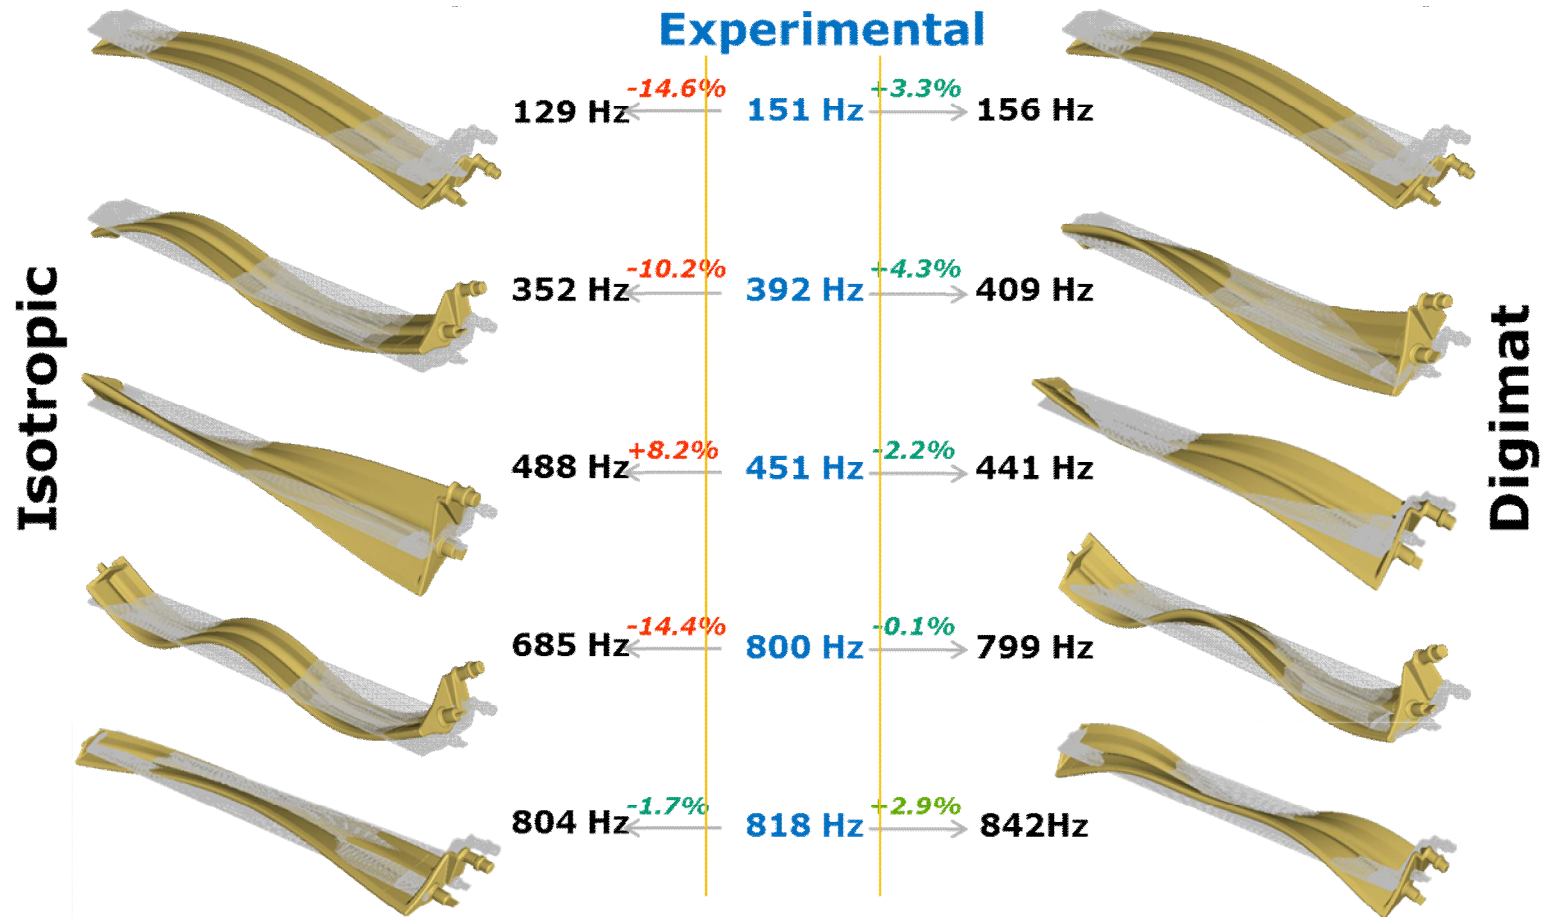 Experimental
-14.6%
+3.3%
129 Hz
151 Hz
156 Hz
-10.2%
+4.3%
352 Hz
392 Hz
409 Hz
Isotropic
Digimat
+8.2%
-2.2%
488 Hz
451 Hz
441 Hz
-14.4%
-0.1%
685 Hz
800 Hz
799 Hz
-1.7%
+2.9%
804 Hz
818 Hz
842Hz